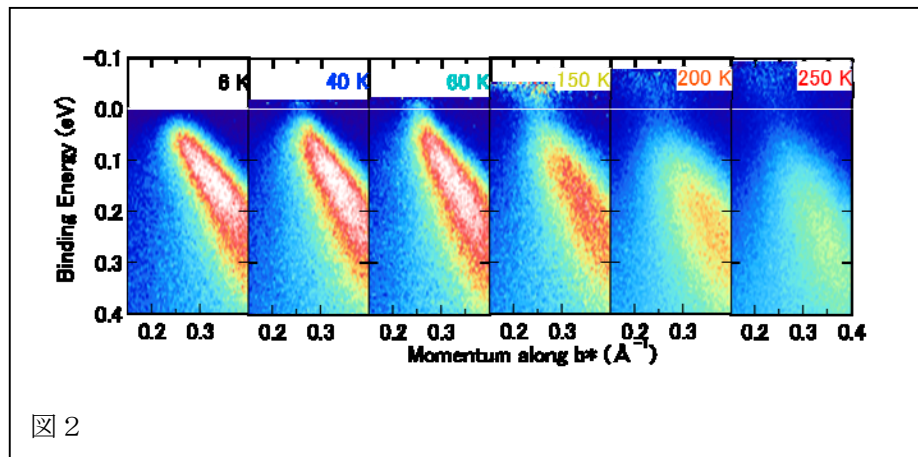 -0.1
0.0
0.1
0.2
0.3
0.4
Binding Energy (eV)
6 K
40 K
60 K
150 K
200 K
250 K
0.2 0.3 0.2 0.3 0.2 0.3 0.2 0.3 0.2 0.3 0.2 0.3 0.4
Momentum along b* (Å⁻¹)
図2